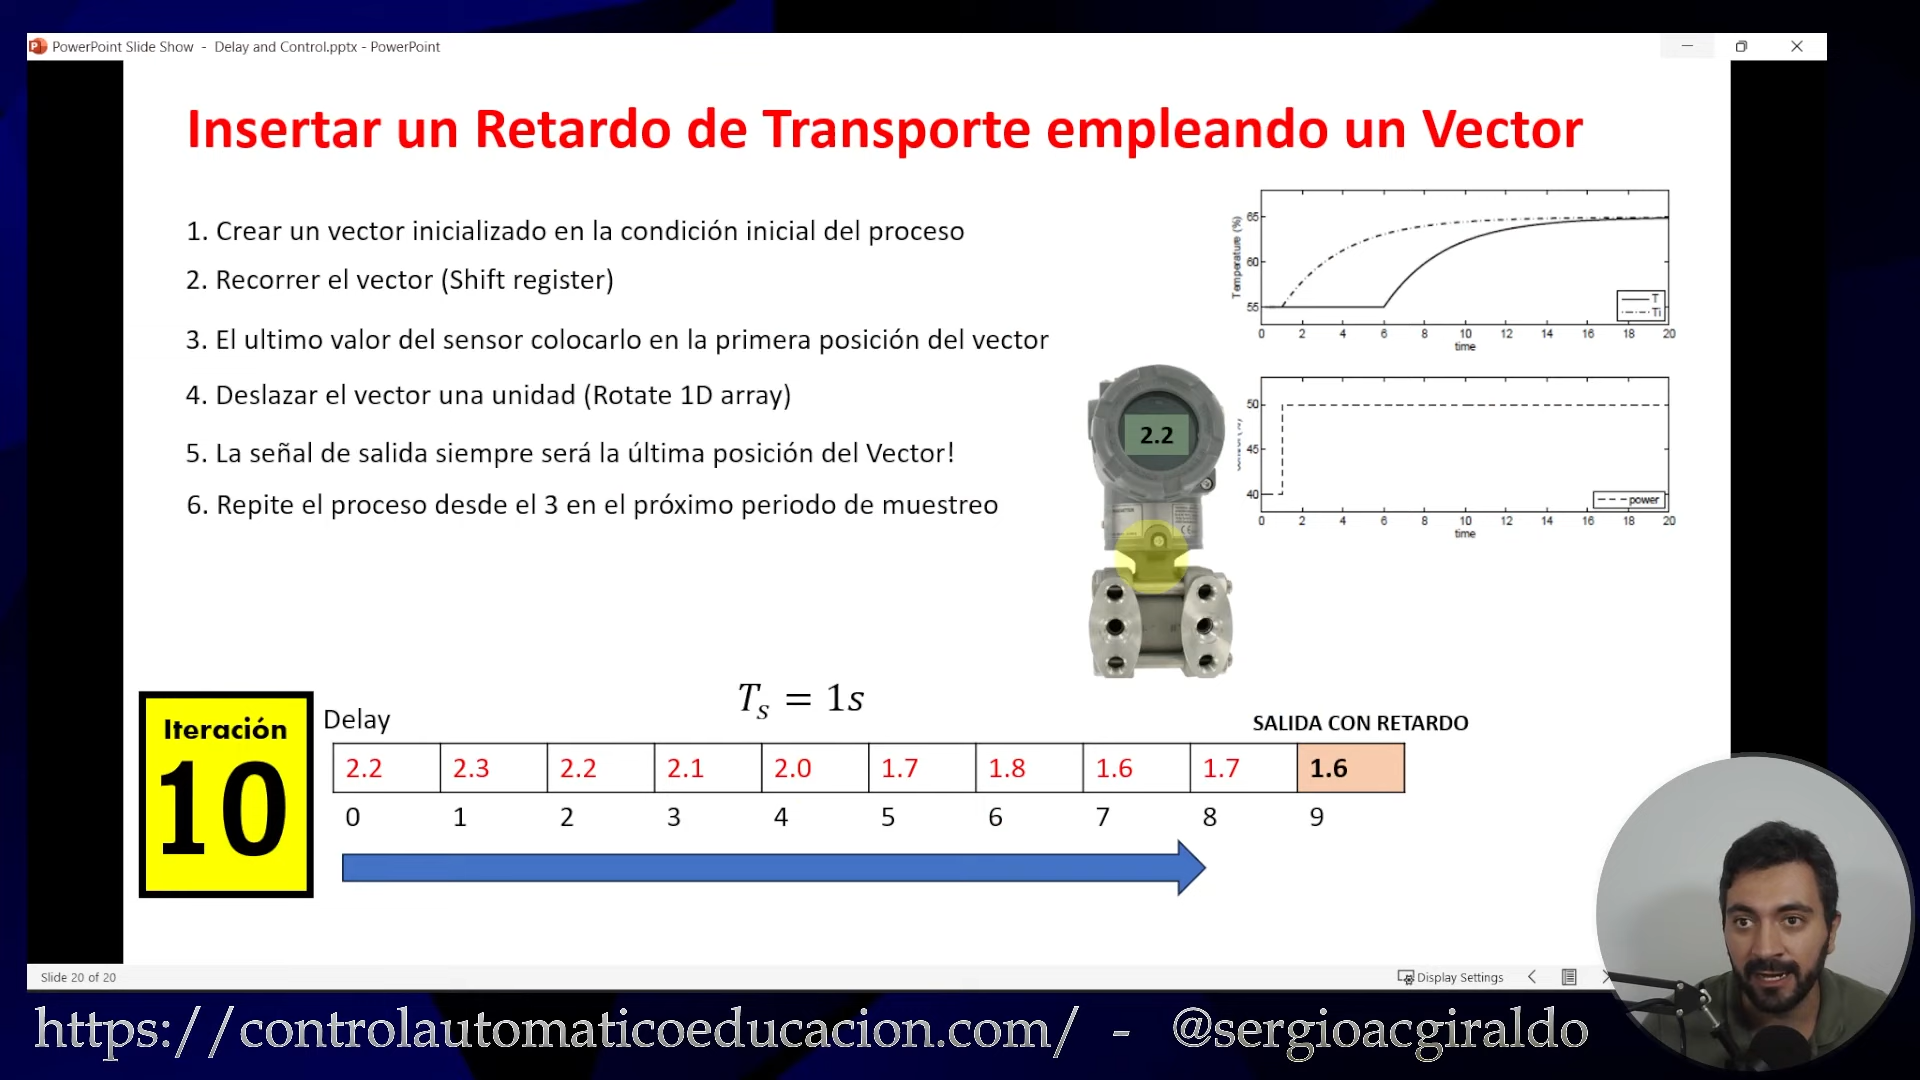 PowerPoint Slide Show - Delay and Control.pptx - PowerPoint
Insertar un Retardo de Transporte empleando un Vector
1. Crear un vector inicializado en la condición inicial del proceso
2. Recorrer el vector (Shift register)
3. El ultimo valor del sensor colocarlo en la primera posición del vector
4. Deslazar el vector una unidad (Rotate 1D array)
5. La señal de salida siempre será la última posición del Vector!
6. Repite el proceso desde el 3 en el próximo periodo de muestreo
Temperature (%)
65
60
55
T
Ti
0 2 4 6 8 10 12 14 16 18 20
time
50
45
40
power
0 2 4 6 8 10 12 14 16 18 20
time
2.2
Ts = 1s
Iteración
10
Delay
SALIDA CON RETARDO
2.2 2.3 2.2 2.1 2.0 1.7 1.8 1.6 1.7 1.6
0 1 2 3 4 5 6 7 8 9
Slide 20 of 20
Display Settings
https://controlautomaticoeducacion.com/ - @sergioacgiraldo